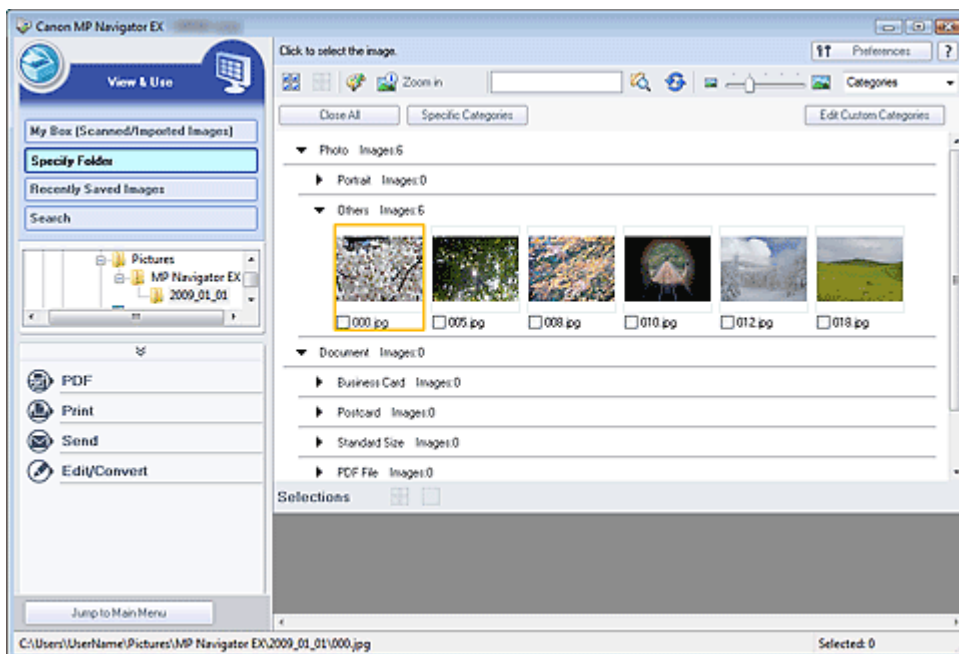 Canon MP Navigator EX
View & Use
My Box (Scanned/Imported Images)
Specify Folder
Recently Saved Images
Search
Pictures
MP Navigator EX
2009_01_01
PDF
Print
Send
Edit/Convert
Jump to Main Menu
Click to select the image.
Preferences
?
Zoom in
Categories
Close All
Specific Categories
Edit Custom Categories
Photo Images:6
Portrait Images:0
Others Images:6
000.jpg
005.jpg
008.jpg
010.jpg
012.jpg
018.jpg
Document Images:0
Business Card Images:0
Postcard Images:0
Standard Size Images:0
PDF File Images:0
Selections
C:\Users\UserName\Pictures\MP Navigator EX\2009_01_01\000.jpg
Selected: 0